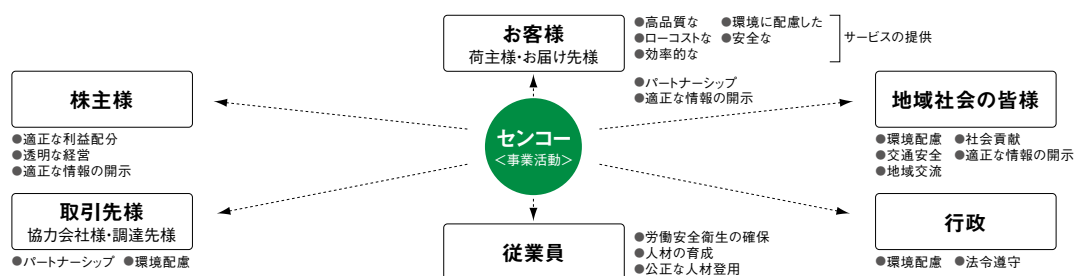 お客様
荷主様・お届け先様
●高品質な ●環境に配慮した
●ローコストな ●安全な
●効率的な
サービスの提供
●パートナーシップ
●適正な情報の開示
株主様
●適正な利益配分
●透明な経営
●適正な情報の開示
センコー
<事業活動>
地域社会の皆様
●環境配慮 ●社会貢献
●交通安全 ●適正な情報の開示
●地域交流
取引先様
協力会社様・調達先様
●パートナーシップ ●環境配慮
従業員
●労働安全衛生の確保
●人材の育成
●公正な人材登用
行政
●環境配慮 ●法令遵守